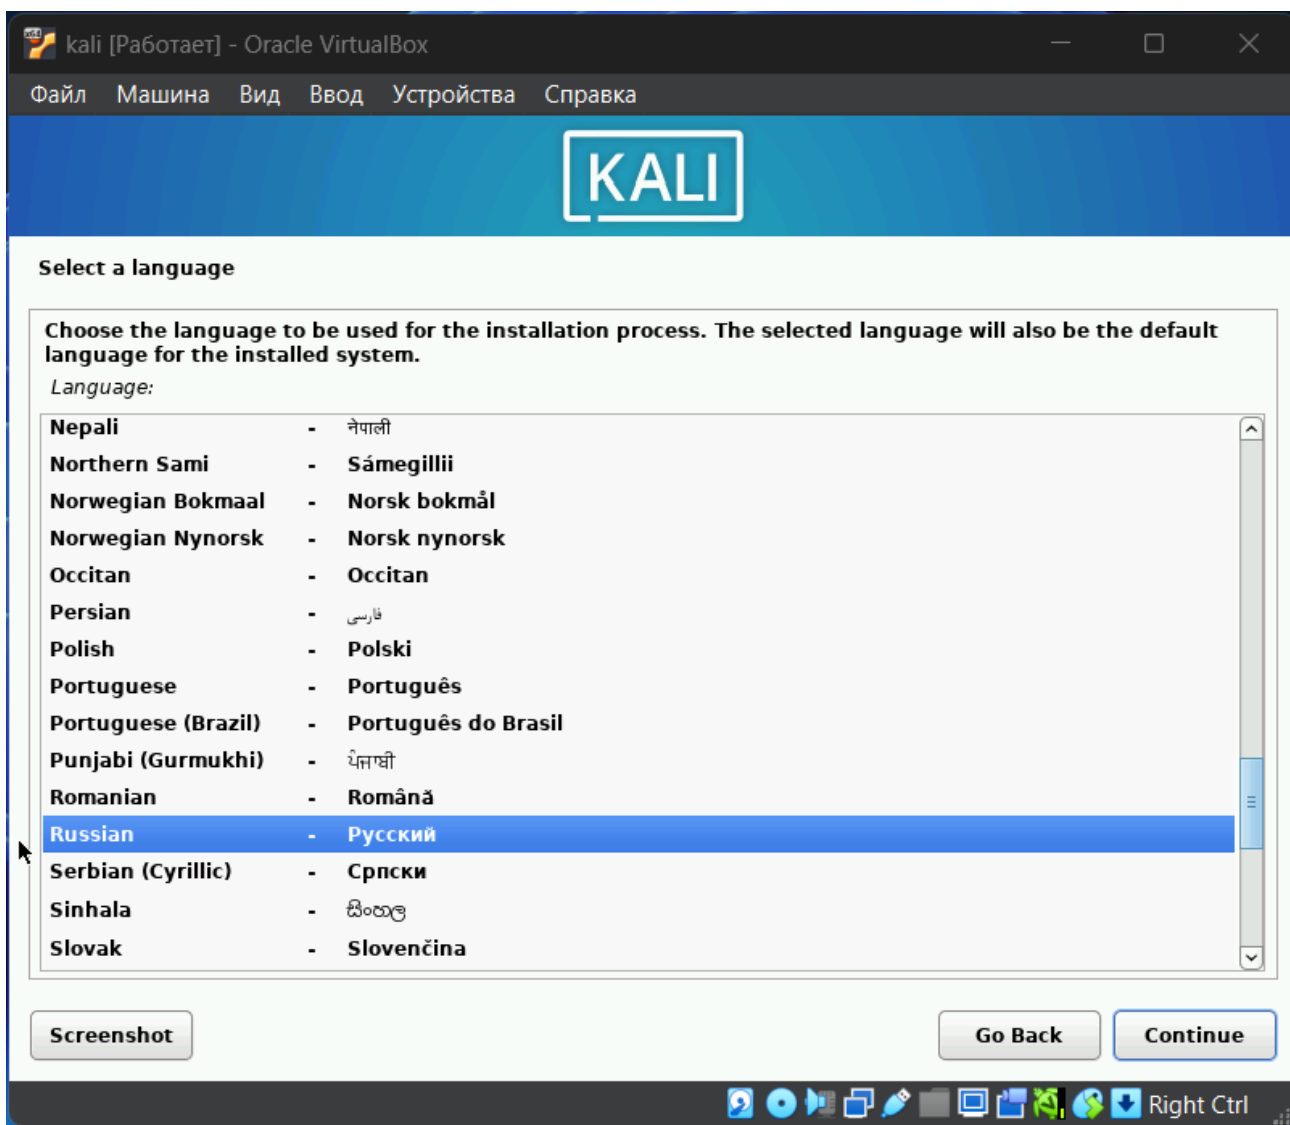 kali [Работает] - Oracle VirtualBox
Файл Машина Вид Ввод Устройства Справка
KALI
Select a language
Choose the language to be used for the installation process. The selected language will also be the default
language for the installed system.
Language:
Nepali - नेपाली
Northern Sami - Sámegillii
Norwegian Bokmaal - Norsk bokmål
Norwegian Nynorsk - Norsk nynorsk
Occitan - Occitan
Persian - فارسی
Polish - Polski
Portuguese - Português
Portuguese (Brazil) - Português do Brasil
Punjabi (Gurmukhi) - ਪੰਜਾਬੀ
Romanian - Română
Russian - Русский
Serbian (Cyrillic) - Српски
Sinhala - සිංහල
Slovak - Slovenčina
Screenshot Go Back Continue
Right Ctrl